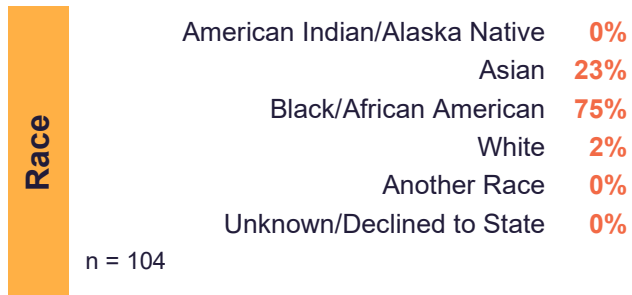 Race
American Indian/Alaska Native 0%
Asian 23%
Black/African American 75%
White 2%
Another Race 0%
Unknown/Declined to State 0%
n = 104